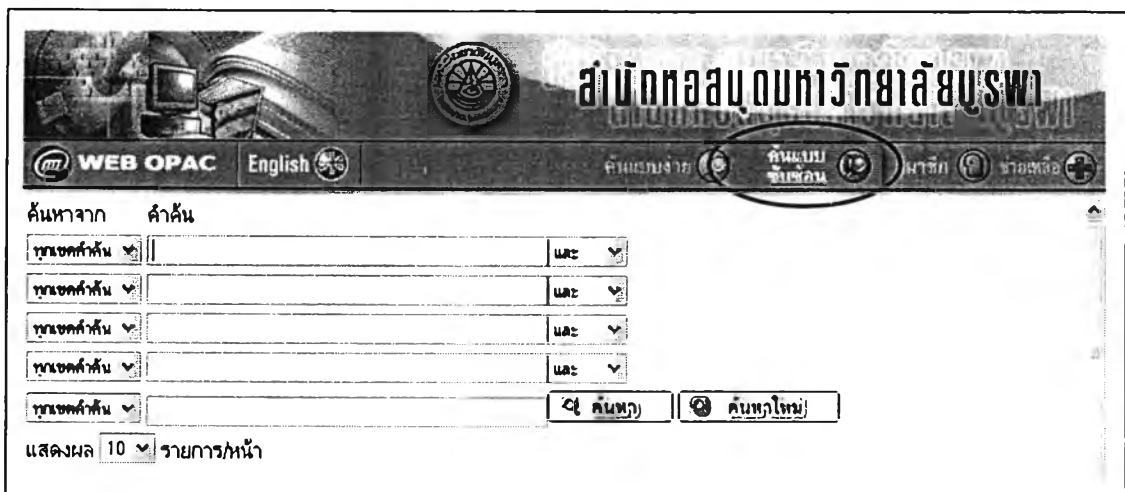 สำนักหอสมุดมหาวิทยาลัยบูรพา
WEB OPAC English ค้นแบบง่าย ค้นแบบซับซ้อน สมาชิก ช่วยเหลือ
ค้นหาจาก คำค้น
ทุกเขตคำค้น และ
ทุกเขตคำค้น และ
ทุกเขตคำค้น และ
ทุกเขตคำค้น และ
ทุกเขตคำค้น ค้นหา ค้นหาใหม่
แสดงผล 10 รายการ/หน้า